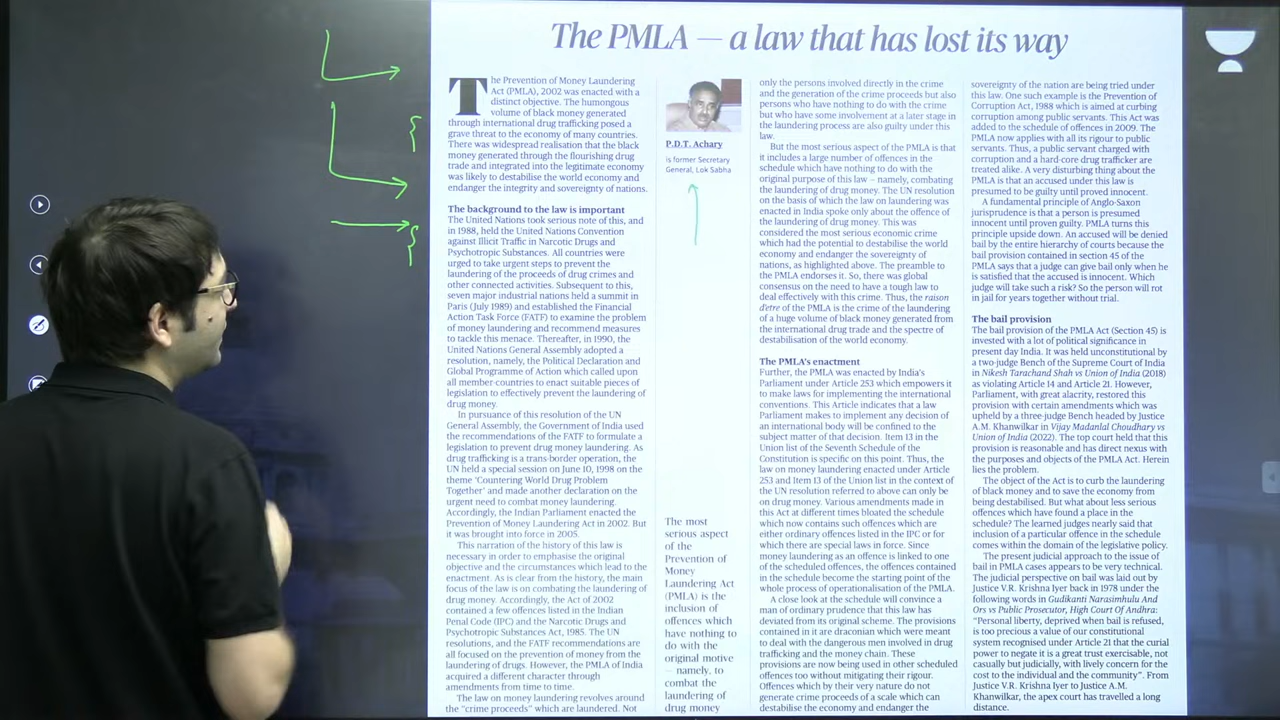 The PMLA — a law that has lost its way
The Prevention of Money Laundering
Act (PMLA), 2002 was enacted with a
distinct objective. The humongous
volume of black money generated
through international drug trafficking posed a
grave threat to the economy of many countries.
There was widespread realisation that the black
money generated through the flourishing drug
trade and integrated into the legitimate economy
was likely to destabilise the world economy and
endanger the integrity and sovereignty of nations.
The background to the law is important
The United Nations took serious note of this, and
in 1988, held the United Nations Convention
against Illicit Traffic in Narcotic Drugs and
Psychotropic Substances. All countries were
urged to take urgent steps to prevent the
laundering of the proceeds of drug crimes and
other connected activities. Subsequent to this,
seven major industrial nations held a summit in
Paris (July 1989) and established the Financial
Action Task Force (FATF) to examine the problem
of money laundering and recommend measures
to tackle this menace. Thereafter, in 1990, the
United Nations General Assembly adopted a
resolution, namely, the Political Declaration and
Global Programme of Action which called upon
all member-countries to enact suitable pieces of
legislation to effectively prevent the laundering of
drug money.
In pursuance of this resolution of the UN
General Assembly, the Government of India used
the recommendations of the FATF to formulate a
legislation to prevent drug money laundering. As
drug trafficking is a trans-border operation, the
UN held a special session on June 10, 1998 on the
theme ‘Countering World Drug Problem
Together’ and made another declaration on the
urgent need to combat money laundering.
Accordingly, the Indian Parliament enacted the
Prevention of Money Laundering Act in 2002. But
it was brought into force in 2005.
This narration of the history of this law is
necessary in order to emphasise the original
objective and the circumstances which lead to the
enactment. As is clear from the history, the main
focus of the law is on combating the laundering of
drug money. Accordingly, the Act of 2002
contained a few offences listed in the Indian
Penal Code (IPC) and the Narcotic Drugs and
Psychotropic Substances Act, 1985. The UN
resolutions, and the FATF recommendations are
all focused on the prevention of money from the
laundering of drugs. However, the PMLA of India
acquired a different character through
amendments from time to time.
The law on money laundering revolves around
the “crime proceeds” which are laundered. Not
P.D.T. Achary
is former Secretary
General, Lok Sabha
The most
serious aspect
of the
Prevention of
Money
Laundering Act
(PMLA) is the
inclusion of
offences which
have nothing to
do with the
original motive
— namely, to
combat the
laundering of
drug money
only the persons involved directly in the crime
and the generation of the crime proceeds but also
persons who have nothing to do with the crime
but who have some involvement at a later stage in
the laundering process are also guilty under this
law.
But the most serious aspect of the PMLA is that
it includes a large number of offences in the
schedule which have nothing to do with the
original purpose of this law – namely, combating
the laundering of drug money. The UN resolution
on the basis of which the law on laundering was
enacted in India spoke only about the offence of
the laundering of drug money. This was
considered the most serious economic crime
which had the potential to destabilise the world
economy and endanger the sovereignty of
nations, as highlighted above. The preamble to
the PMLA endorses it. So, there was global
consensus on the need to have a tough law to
deal effectively with this crime. Thus, the raison
d’etre of the PMLA is the crime of the laundering
of a huge volume of black money generated from
the international drug trade and the spectre of
destabilisation of the world economy.
The PMLA’s enactment
Further, the PMLA was enacted by India’s
Parliament under Article 253 which empowers it
to make laws for implementing the international
conventions. This Article indicates that a law
Parliament makes to implement any decision of
an international body will be confined to the
subject matter of that decision. Item 13 in the
Union list of the Seventh Schedule of the
Constitution is specific on this point. Thus, the
law on money laundering enacted under Article
253 and Item 13 of the Union list in the context of
the UN resolution referred to above can only be
on drug money. Various amendments made in
this Act at different times bloated the schedule
which now contains such offences which are
either ordinary offences listed in the IPC or for
which there are special laws in force. Since
money laundering as an offence is linked to one
of the scheduled offences, the offences contained
in the schedule become the starting point of the
whole process of operationalisation of the PMLA.
A close look at the schedule will convince a
man of ordinary prudence that this law has
deviated from its original scheme. The provisions
contained in it are draconian which were meant
to deal with the dangerous men involved in drug
trafficking and the money chain. These
provisions are now being used in other scheduled
offences too without mitigating their rigour.
Offences which by their very nature do not
generate crime proceeds of a scale which can
destabilise the economy and endanger the
sovereignty of the nation are being tried under
this law. One such example is the Prevention of
Corruption Act, 1988 which is aimed at curbing
corruption among public servants. This Act was
added to the schedule of offences in 2009. The
PMLA now applies with all its rigour to public
servants. Thus, a public servant charged with
corruption and a hard-core drug trafficker are
treated alike. A very disturbing thing about the
PMLA is that an accused under this law is
presumed to be guilty until proved innocent.
A fundamental principle of Anglo-Saxon
jurisprudence is that a person is presumed
innocent until proven guilty. PMLA turns this
principle upside down. An accused will be denied
bail by the entire hierarchy of courts because the
bail provision contained in section 45 of the
PMLA says that a judge can give bail only when he
is satisfied that the accused is innocent. Which
judge will take such a risk? So the person will rot
in jail for years together without trial.
The bail provision
The bail provision of the PMLA Act (Section 45) is
invested with a lot of political significance in
present day India. It was held unconstitutional by
a two-judge Bench of the Supreme Court of India
in Nikesh Tarachand Shah vs Union of India (2018)
as violating Article 14 and Article 21. However,
Parliament, with great alacrity, restored this
provision with certain amendments which was
upheld by a three-judge Bench headed by Justice
A.M. Khanwilkar in Vijay Madanlal Choudhary vs
Union of India (2022). The top court held that this
provision is reasonable and has direct nexus with
the purposes and objects of the PMLA Act. Herein
lies the problem.
The object of the Act is to curb the laundering
of black money and to save the economy from
being destabilised. But what about less serious
offences which have found a place in the
schedule? The learned judges nearly said that
inclusion of a particular offence in the schedule
comes within the domain of the legislative policy.
The present judicial approach to the issue of
bail in PMLA cases appears to be very technical.
The judicial perspective on bail was laid out by
Justice V.R. Krishna Iyer back in 1978 under the
following words in Gudikanti Narasimhulu And
Ors vs Public Prosecutor, High Court Of Andhra:
“Personal liberty, deprived when bail is refused,
is too precious a value of our constitutional
system recognised under Article 21 that the curial
power to negate it is a great trust exercisable, not
casually but judicially, with lively concern for the
cost to the individual and the community”. From
Justice V.R. Krishna Iyer to Justice A.M.
Khanwilkar, the apex court has travelled a long
distance.